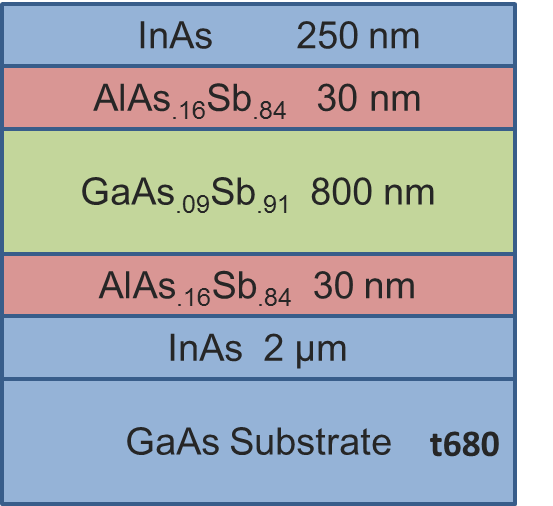 InAs 250 nm
AlAs.16Sb.84 30 nm
GaAs.09Sb.91 800 nm
AlAs.16Sb.84 30 nm
InAs 2 μm
GaAs Substrate t680